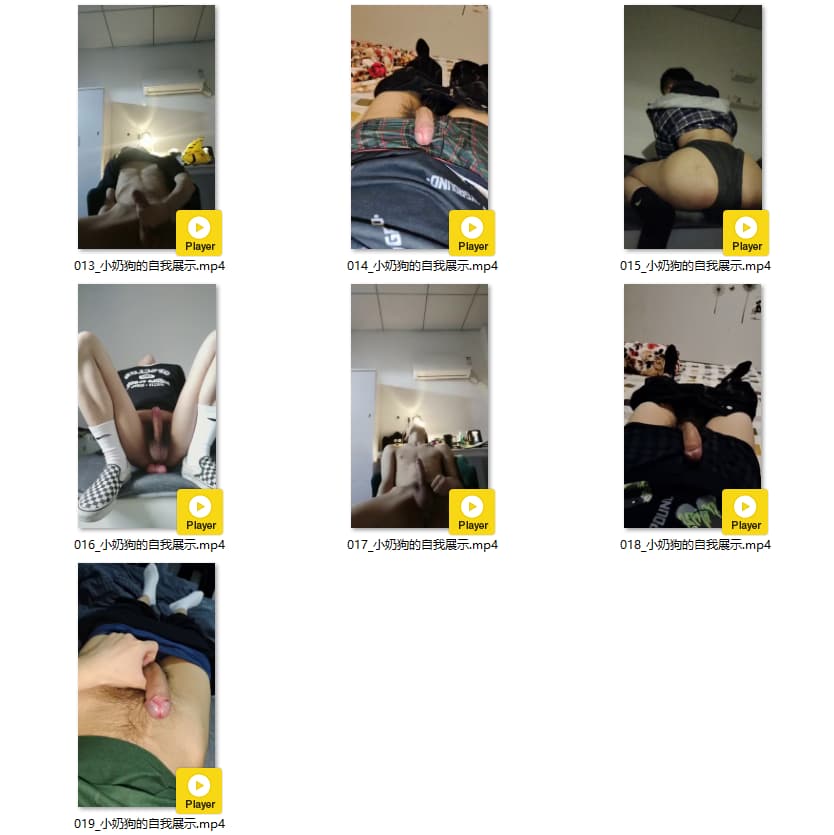 Player
Player
Player
013_小奶狗的自我展示.mp4
014_小奶狗的自我展示.mp4
015_小奶狗的自我展示.mp4
Player
Player
Player
016_小奶狗的自我展示.mp4
017_小奶狗的自我展示.mp4
018_小奶狗的自我展示.mp4
Player
019_小奶狗的自我展示.mp4